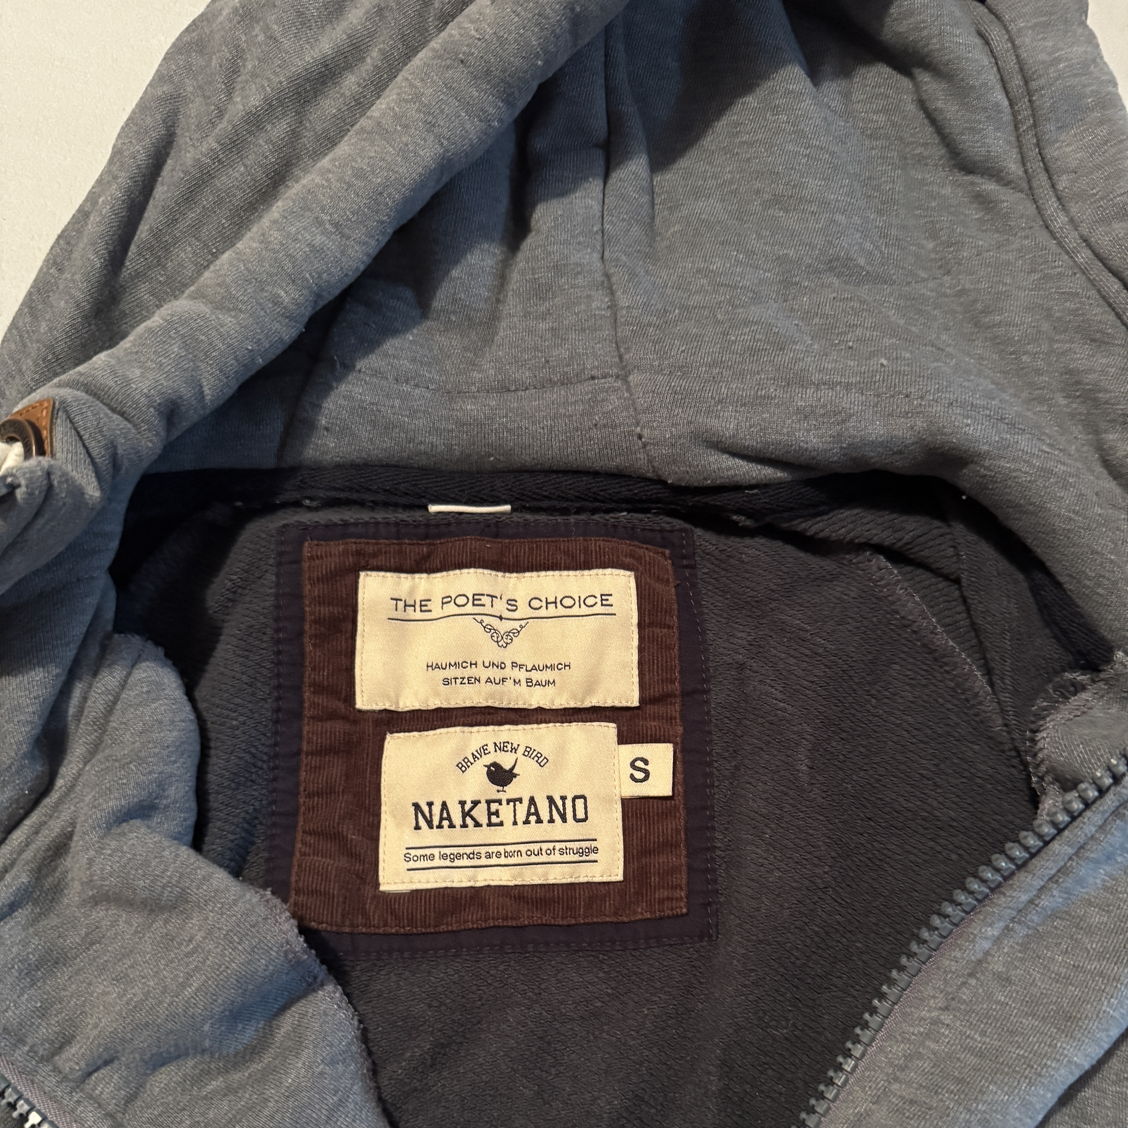 THE POET'S CHOICE
HAUMICH UND PFLAUMICH
SITZEN AUF'M BAUM
BRAVE NEW BIRD
NAKETANO
S
Some legends are born out of struggle